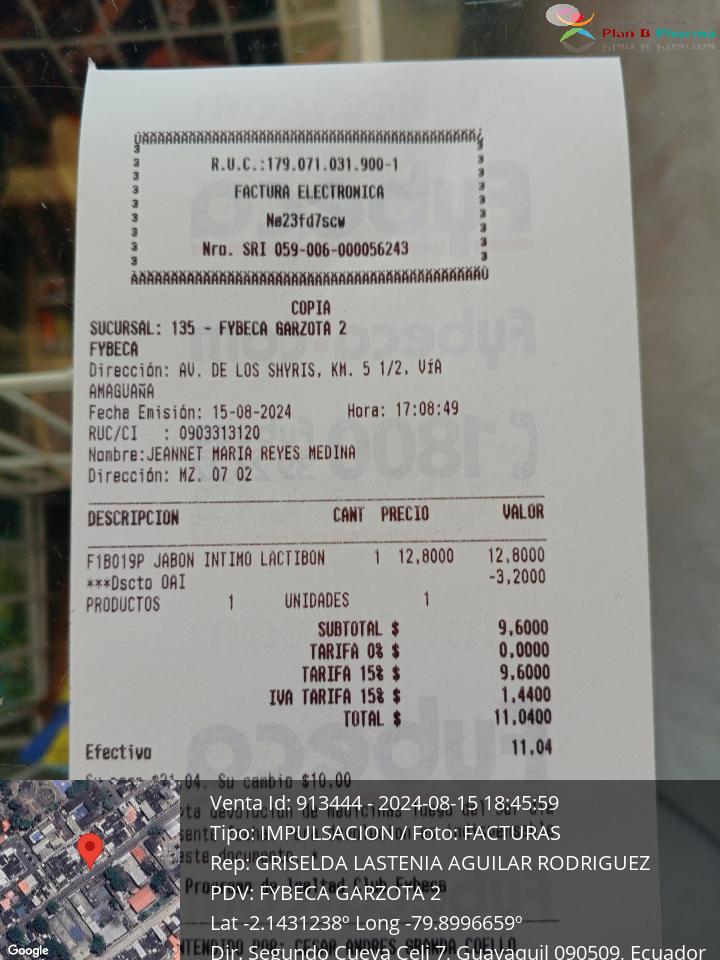 Plan B Pharma
R.U.C.:179.071.031.900-1
FACTURA ELECTRONICA
Nø23fd7scw
Nro. SRI 059-006-000056243
COPIA
SUCURSAL: 135 - FYBECA GARZOTA 2
FYBECA
Dirección: AV. DE LOS SHYRIS, KM. 5 1/2, VíA
AMAGUAñA
Fecha Emisión: 15-08-2024 Hora: 17:08:49
RUC/CI : 0903313120
Nombre:JEANNET MARIA REYES MEDINA
Dirección: MZ. 07 02
DESCRIPCION CANT PRECIO VALOR
F1B019P JABON INTIMO LACTIBON 1 12,8000 12,8000
***Dscto OAI -3,2000
PRODUCTOS 1 UNIDADES 1
SUBTOTAL $ 9,6000
TARIFA 0% $ 0,0000
TARIFA 15% $ 9,6000
IVA TARIFA 15% $ 1,4400
TOTAL $ 11,0400
Efectivo 11,04
Su pago $21,04. Su cambio $10,00
Venta Id: 913444 - 2024-08-15 18:45:59
Tipo: IMPULSACION / Foto: FACTURAS
Rep: GRISELDA LASTENIA AGUILAR RODRIGUEZ
PDV: FYBECA GARZOTA 2
Lat -2.1431238º Long -79.8996659º
Dir. Segundo Cueva Celi 7, Guayaquil 090509, Ecuador
Google